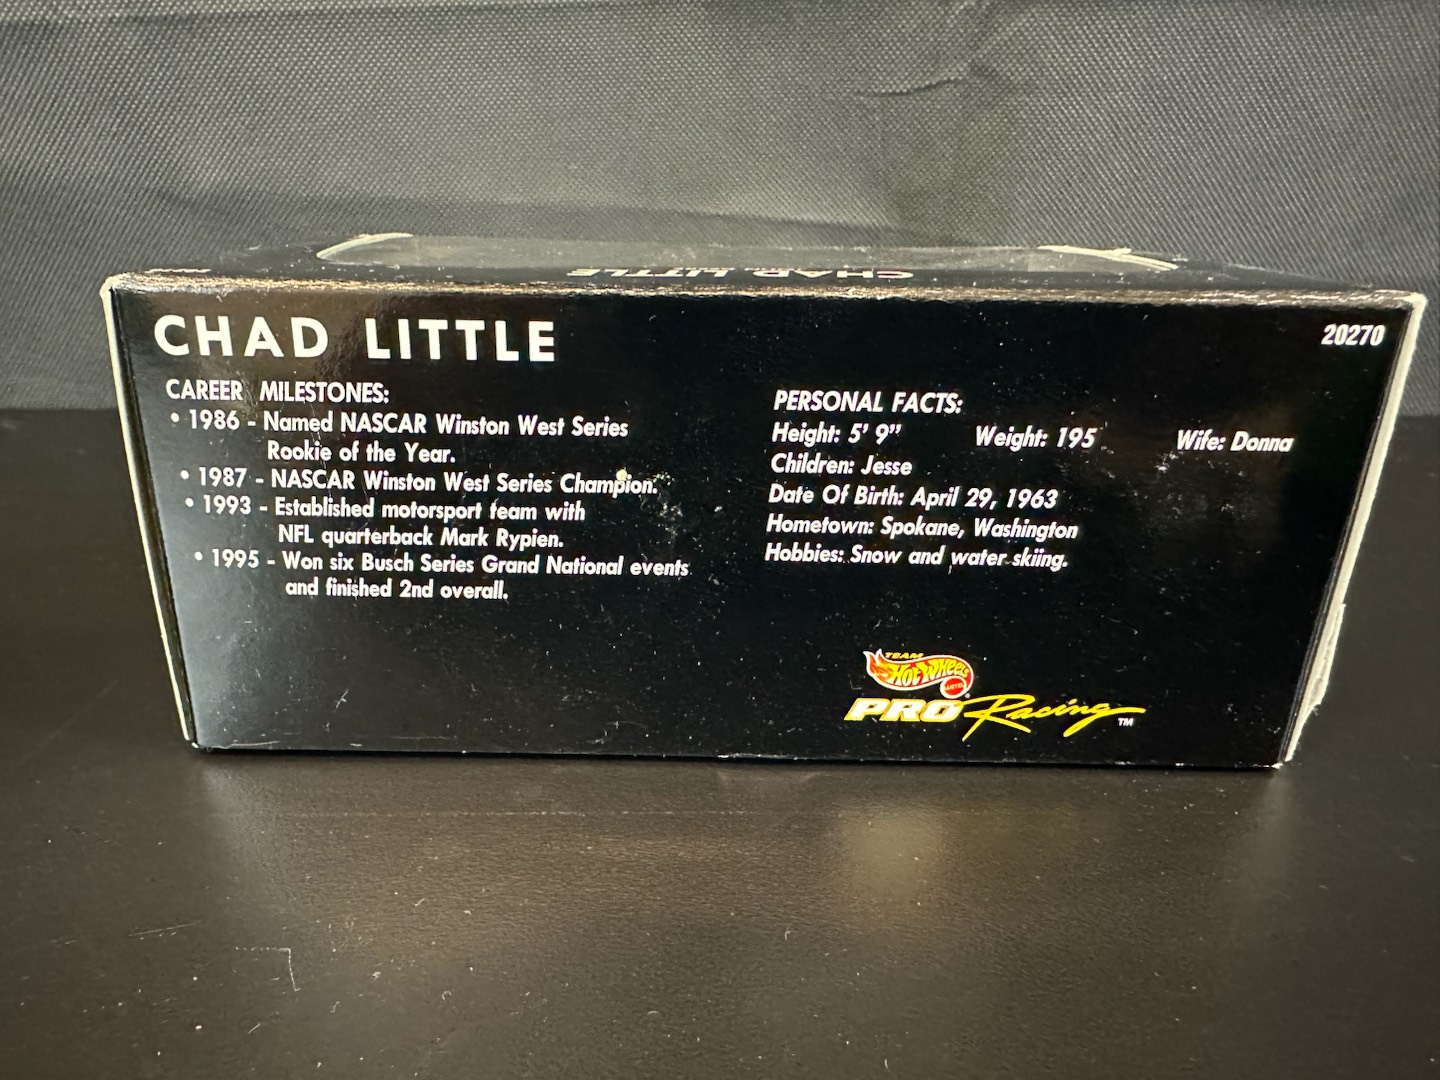 CHAD LITTLE
CHAD LITTLE
20270
CAREER MILESTONES:
• 1986 - Named NASCAR Winston West Series
Rookie of the Year.
• 1987 - NASCAR Winston West Series Champion.
• 1993 - Established motorsport team with
NFL quarterback Mark Rypien.
• 1995 - Won six Busch Series Grand National events
and finished 2nd overall.
PERSONAL FACTS:
Height: 5' 9” Weight: 195 Wife: Donna
Children: Jesse
Date Of Birth: April 29, 1963
Hometown: Spokane, Washington
Hobbies: Snow and water skiing.
TEAM
Hot Wheels
MATTEL
PRO Racing ™